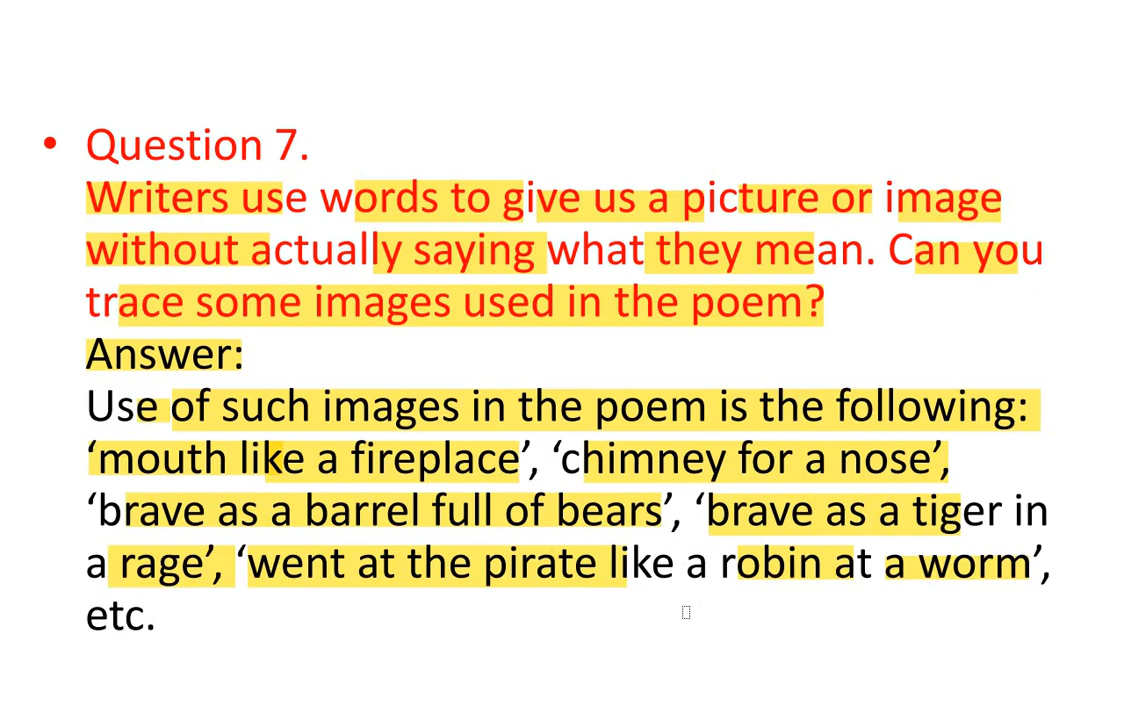 • Question 7.
Writers use words to give us a picture or image
without actually saying what they mean. Can you
trace some images used in the poem?
Answer:
Use of such images in the poem is the following:
‘mouth like a fireplace’, ‘chimney for a nose’,
‘brave as a barrel full of bears’, ‘brave as a tiger in
a rage’, ‘went at the pirate like a robin at a worm’,
etc.